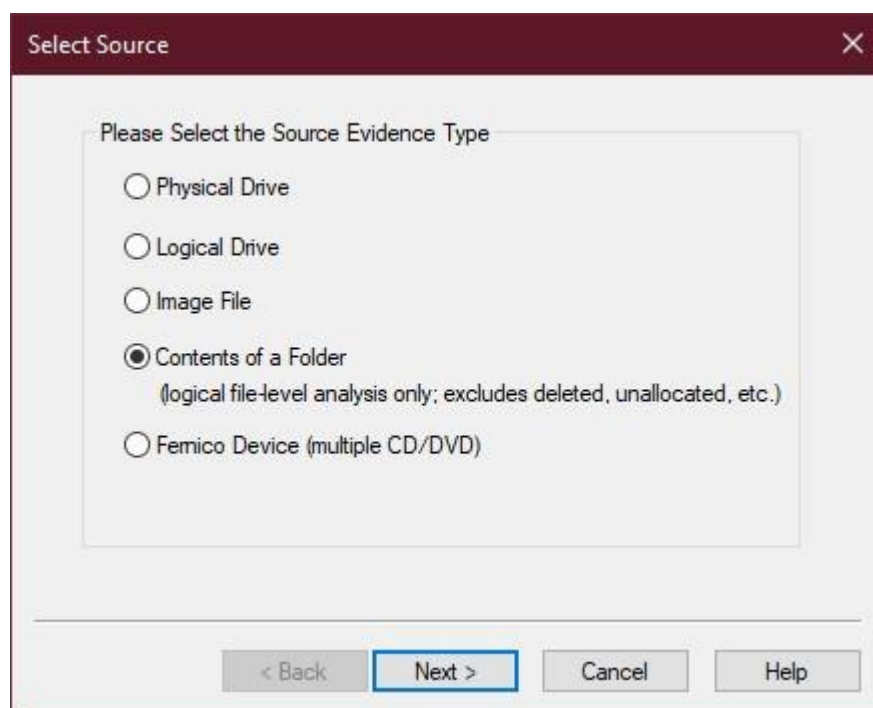 Select Source
Please Select the Source Evidence Type
Physical Drive
Logical Drive
Image File
Contents of a Folder
(logical file-level analysis only; excludes deleted, unallocated, etc.)
Fernico Device (multiple CD/DVD)
< Back Next > Cancel Help